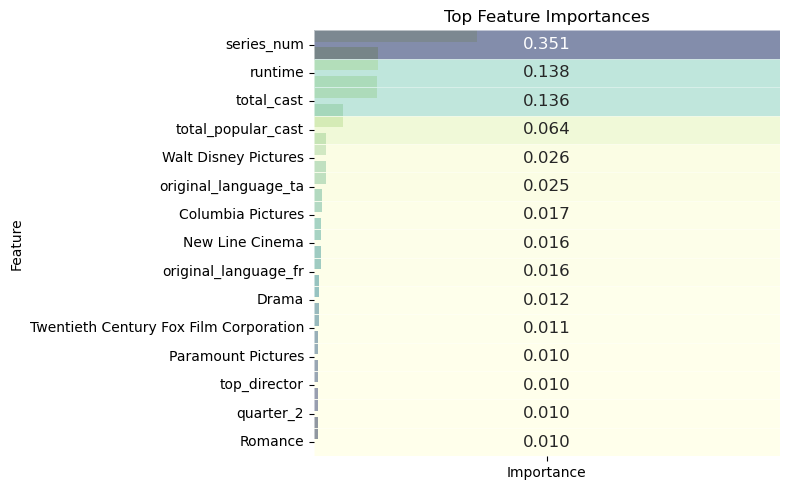 Top Feature Importances
Feature
series_num 0.351
runtime 0.138
total_cast 0.136
total_popular_cast 0.064
Walt Disney Pictures 0.026
original_language_ta 0.025
Columbia Pictures 0.017
New Line Cinema 0.016
original_language_fr 0.016
Drama 0.012
Twentieth Century Fox Film Corporation 0.011
Paramount Pictures 0.010
top_director 0.010
quarter_2 0.010
Romance 0.010
Importance